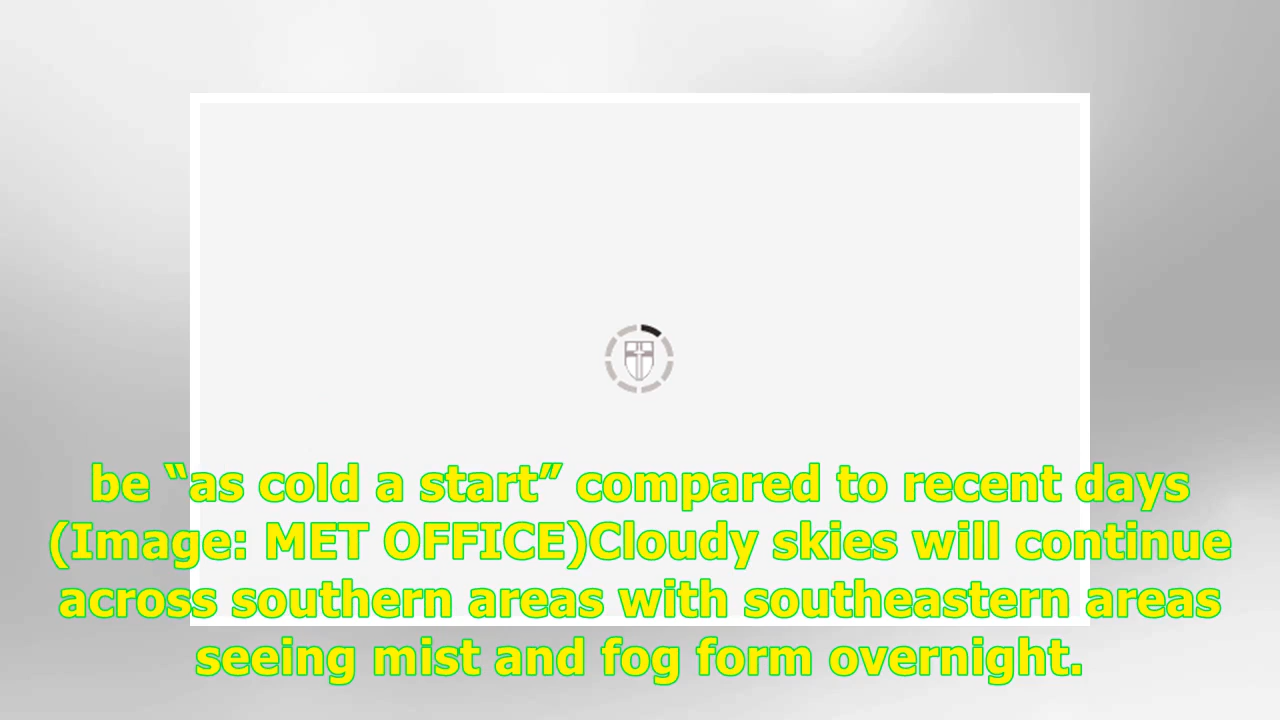 be “as cold a start” compared to recent days
(Image: MET OFFICE)Cloudy skies will continue
across southern areas with southeastern areas
seeing mist and fog form overnight.